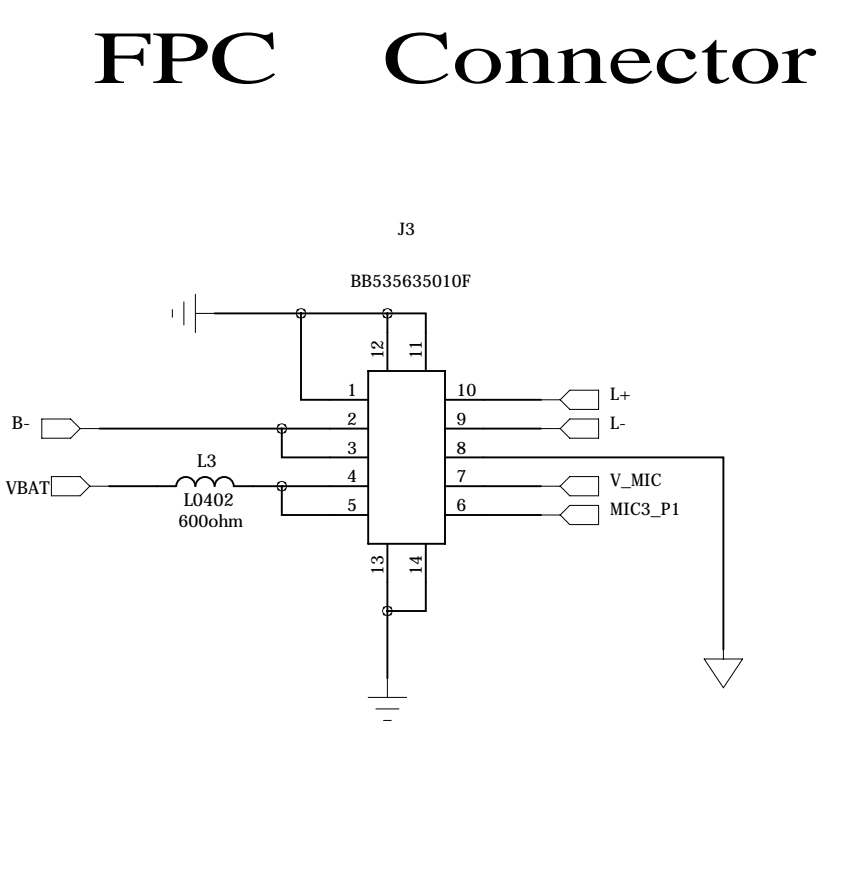 FPC Connector
J3
BB535635010F
12 11
1 10 L+
B- 2 9 L-
3 8
L3
VBAT 4 7 V_MIC
L0402
5 6 MIC3_P1
600ohm
13 14